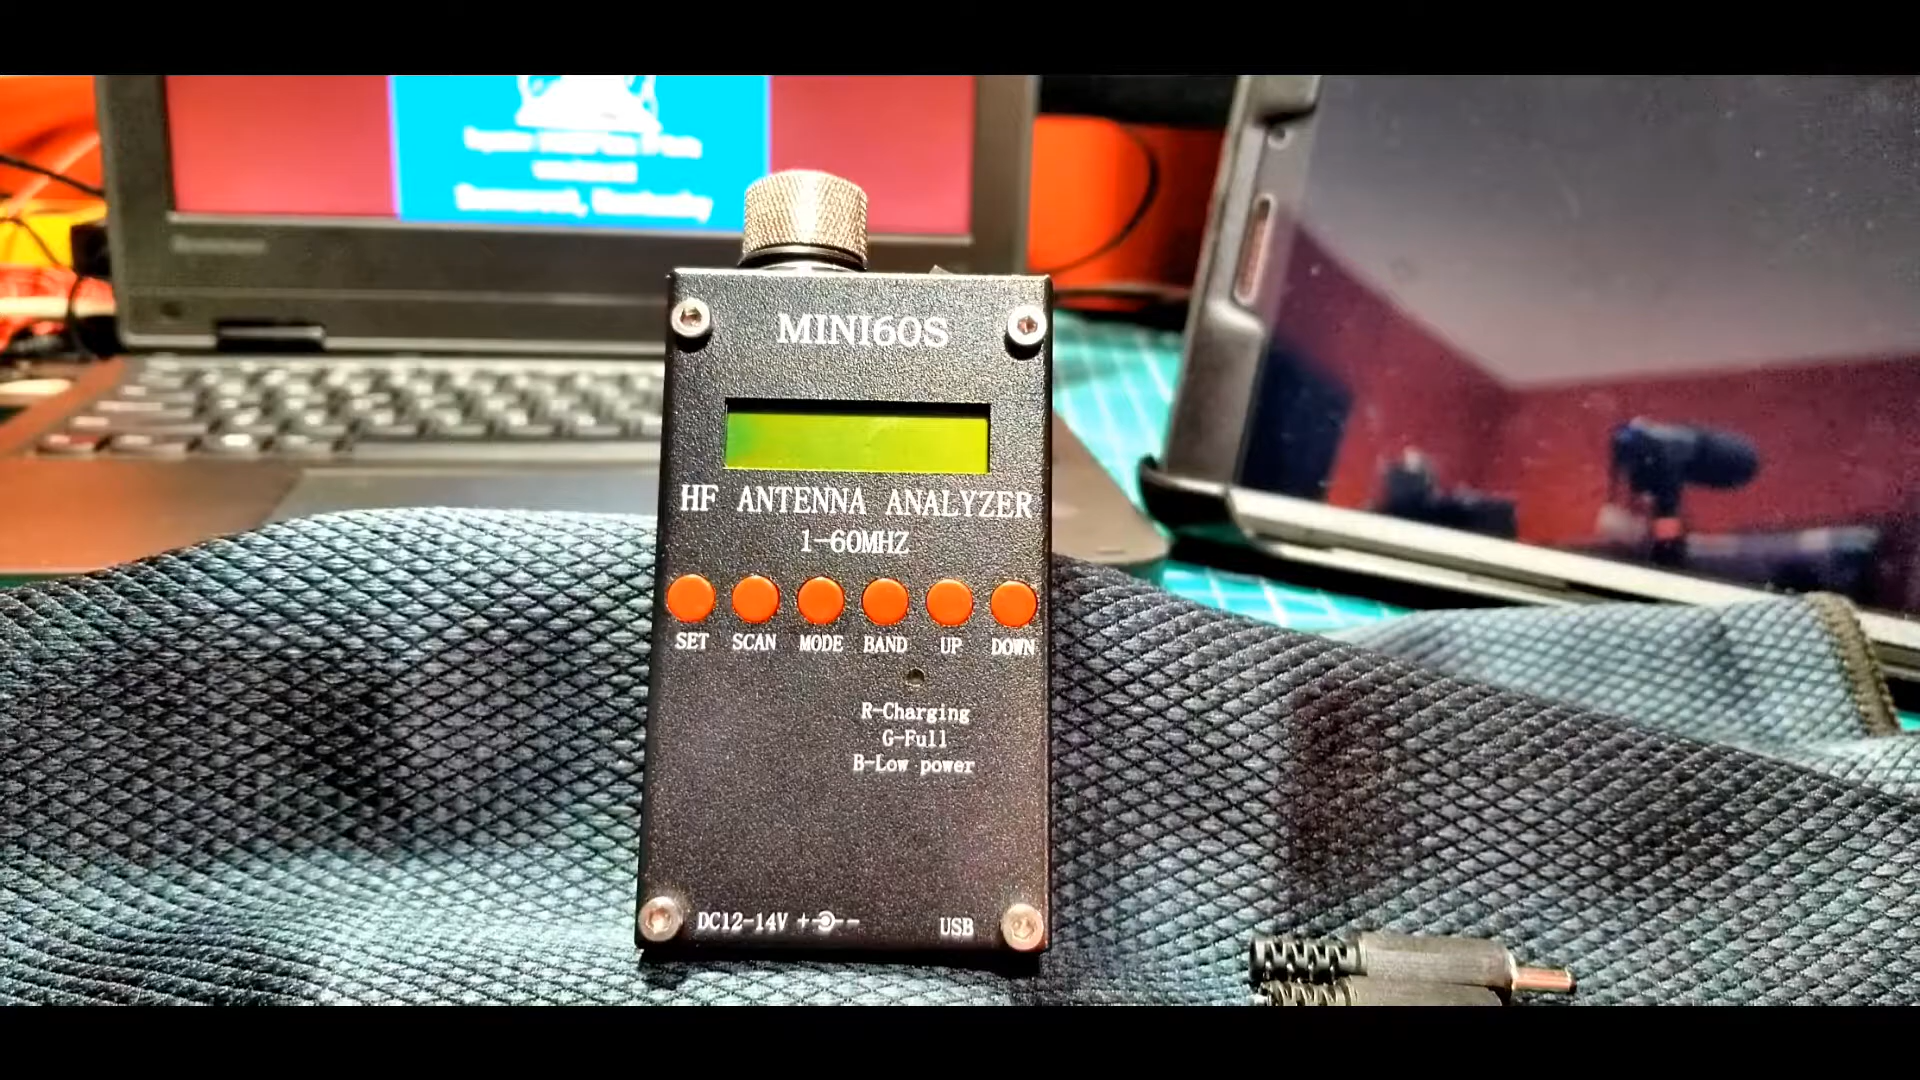 MINI60S
HF ANTENNA ANALYZER
1-60MHZ
SET SCAN MODE BAND UP DOWN
R-Charging
G-Full
B-Low power
DC12-14V + - USB